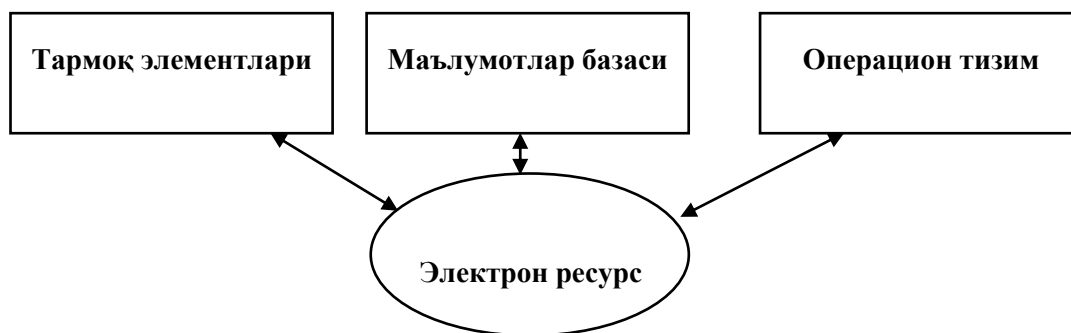 Тармоқ элементлари
Маълумотлар базаси
Операцион тизим
Электрон ресурс